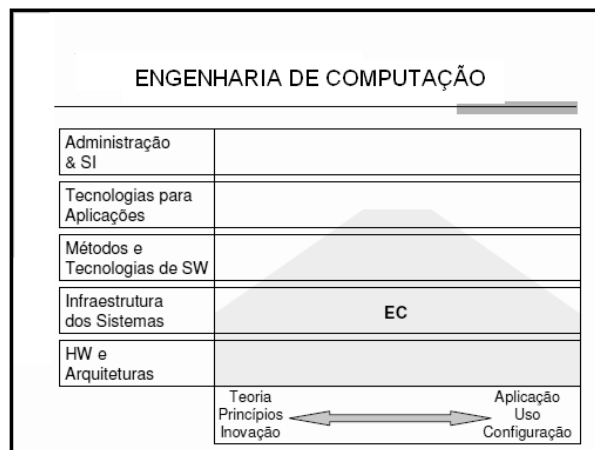 ENGENHARIA DE COMPUTAÇÃO
Administração
& SI
Tecnologias para
Aplicações
Métodos e
Tecnologias de SW
Infraestrutura
dos Sistemas
EC
HW e
Arquiteturas
Teoria
Princípios
Inovação
Aplicação
Uso
Configuração